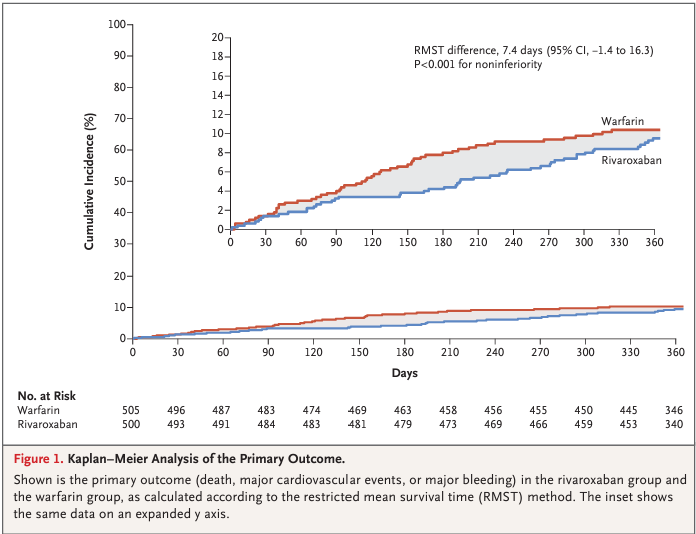 100
90
80
70
60
50
40
30
20
10
0
Cumulative Incidence (%)
20
18
16
14
12
10
8
6
4
2
0
RMST difference, 7.4 days (95% CI, −1.4 to 16.3)
P<0.001 for noninferiority
Warfarin
Rivaroxaban
0 30 60 90 120 150 180 210 240 270 300 330 360
0 30 60 90 120 150 180 210 240 270 300 330 360
Days
No. at Risk
Warfarin 505 496 487 483 474 469 463 458 456 455 450 445 346
Rivaroxaban 500 493 491 484 483 481 479 473 469 466 459 453 340
Figure 1. Kaplan–Meier Analysis of the Primary Outcome.
Shown is the primary outcome (death, major cardiovascular events, or major bleeding) in the rivaroxaban group and
the warfarin group, as calculated according to the restricted mean survival time (RMST) method. The inset shows
the same data on an expanded y axis.